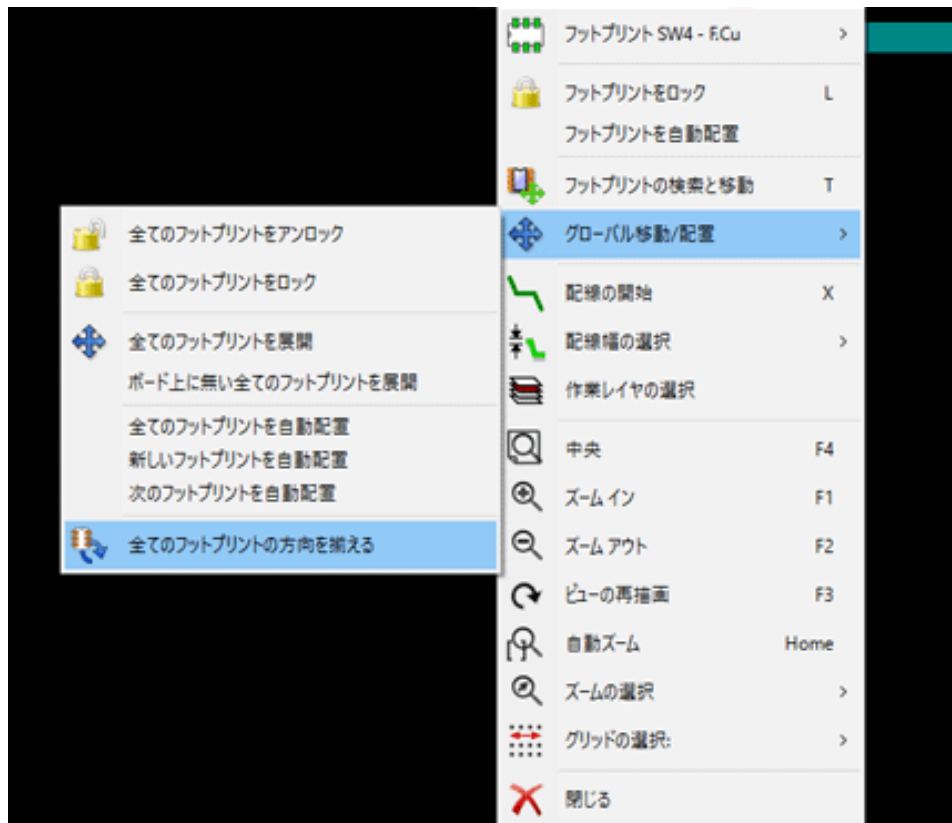 フットプリント SW4 - F.Cu >
フットプリントをロック L
フットプリントを自動配置
フットプリントの検索と移動 T
グローバル移動/配置 >
配線の開始 X
配線幅の選択 >
作業レイヤの選択
中央 F4
ズーム イン F1
ズーム アウト F2
ビューの再描画 F3
自動ズーム Home
ズームの選択 >
グリッドの選択: >
閉じる
全てのフットプリントをアンロック
全てのフットプリントをロック
全てのフットプリントを展開
ボード上に無い全てのフットプリントを展開
全てのフットプリントを自動配置
新しいフットプリントを自動配置
次のフットプリントを自動配置
全てのフットプリントの方向を揃える